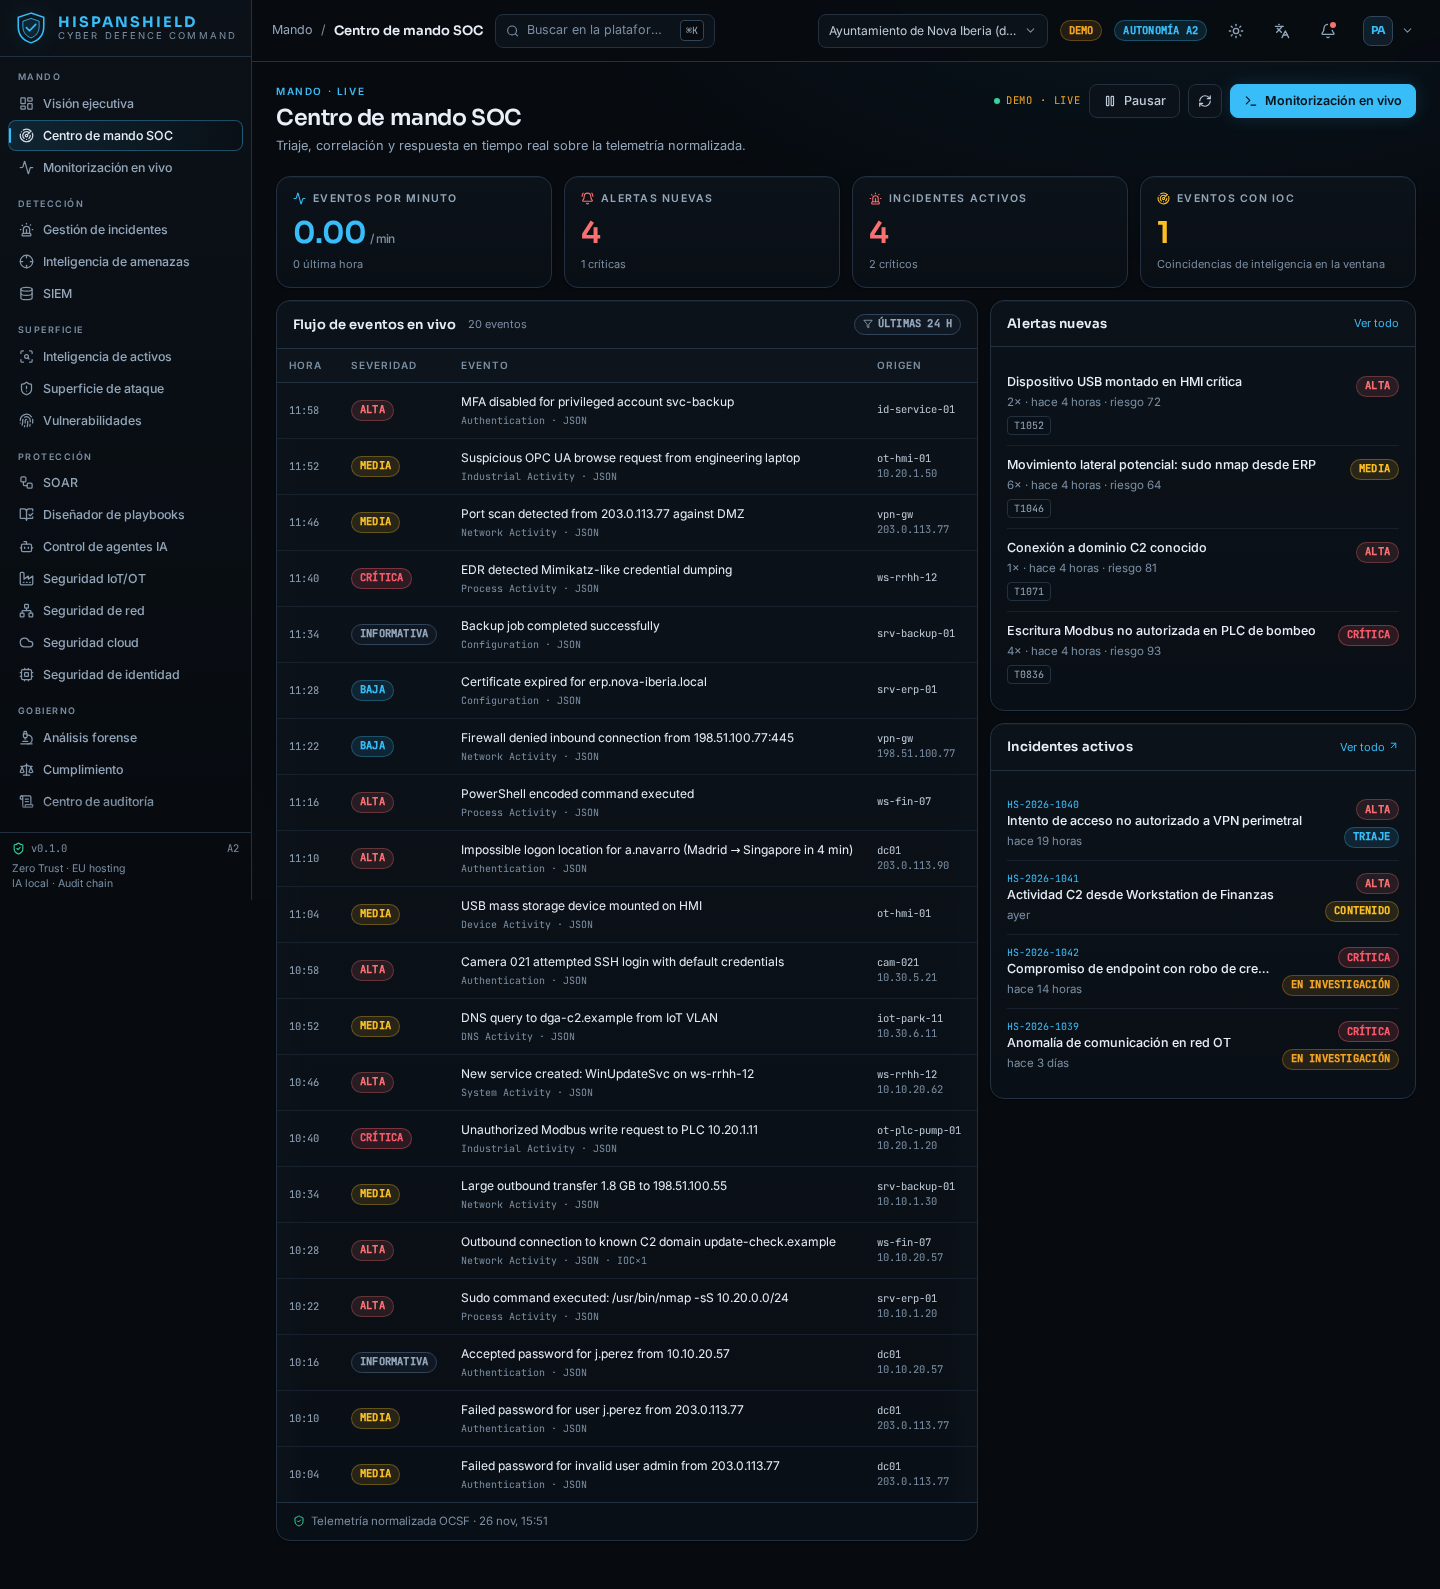 HISPANSHIELD
CYBER DEFENCE COMMAND
MANDO
Visión ejecutiva
Centro de mando SOC
Monitorización en vivo
DETECCIÓN
Gestión de incidentes
Inteligencia de amenazas
SIEM
SUPERFICIE
Inteligencia de activos
Superficie de ataque
Vulnerabilidades
PROTECCIÓN
SOAR
Diseñador de playbooks
Control de agentes IA
Seguridad IoT/OT
Seguridad de red
Seguridad cloud
Seguridad de identidad
GOBIERNO
Análisis forense
Cumplimiento
Centro de auditoría
v0.1.0 A2
Zero Trust · EU hosting
IA local · Audit chain
Mando / Centro de mando SOC
Buscar en la platafor... ⌘K
Ayuntamiento de Nova Iberia (d...
DEMO
AUTONOMÍA A2
PA
MANDO · LIVE
Centro de mando SOC
Triaje, correlación y respuesta en tiempo real sobre la telemetría normalizada.
DEMO · LIVE
Pausar
Monitorización en vivo
EVENTOS POR MINUTO
0.00 /min
0 última hora
ALERTAS NUEVAS
4
1 críticas
INCIDENTES ACTIVOS
4
2 críticos
EVENTOS CON IOC
1
Coincidencias de inteligencia en la ventana
Flujo de eventos en vivo 20 eventos
ÚLTIMAS 24 H
HORA SEVERIDAD EVENTO ORIGEN
11:58 ALTA MFA disabled for privileged account svc-backup id-service-01
Authentication · JSON
11:52 MEDIA Suspicious OPC UA browse request from engineering laptop ot-hmi-01
Industrial Activity · JSON 10.20.1.50
11:46 MEDIA Port scan detected from 203.0.113.77 against DMZ vpn-gw
Network Activity · JSON 203.0.113.77
11:40 CRÍTICA EDR detected Mimikatz-like credential dumping ws-rrhh-12
Process Activity · JSON
11:34 INFORMATIVA Backup job completed successfully srv-backup-01
Configuration · JSON
11:28 BAJA Certificate expired for erp.nova-iberia.local srv-erp-01
Configuration · JSON
11:22 BAJA Firewall denied inbound connection from 198.51.100.77:445 vpn-gw
Network Activity · JSON 198.51.100.77
11:16 ALTA PowerShell encoded command executed ws-fin-07
Process Activity · JSON
11:10 ALTA Impossible logon location for a.navarro (Madrid → Singapore in 4 min) dc01
Authentication · JSON 203.0.113.90
11:04 MEDIA USB mass storage device mounted on HMI ot-hmi-01
Device Activity · JSON
10:58 ALTA Camera 021 attempted SSH login with default credentials cam-021
Authentication · JSON 10.30.5.21
10:52 MEDIA DNS query to dga-c2.example from IoT VLAN iot-park-11
DNS Activity · JSON 10.30.6.11
10:46 ALTA New service created: WinUpdateSvc on ws-rrhh-12 ws-rrhh-12
System Activity · JSON 10.10.20.62
10:40 CRÍTICA Unauthorized Modbus write request to PLC 10.20.1.11 ot-plc-pump-01
Industrial Activity · JSON 10.20.1.20
10:34 MEDIA Large outbound transfer 1.8 GB to 198.51.100.55 srv-backup-01
Network Activity · JSON 10.10.1.30
10:28 ALTA Outbound connection to known C2 domain update-check.example ws-fin-07
Network Activity · JSON · IOC×1 10.10.20.57
10:22 ALTA Sudo command executed: /usr/bin/nmap -sS 10.20.0.0/24 srv-erp-01
Process Activity · JSON 10.10.1.20
10:16 INFORMATIVA Accepted password for j.perez from 10.10.20.57 dc01
Authentication · JSON 10.10.20.57
10:10 MEDIA Failed password for user j.perez from 203.0.113.77 dc01
Authentication · JSON 203.0.113.77
10:04 MEDIA Failed password for invalid user admin from 203.0.113.77 dc01
Authentication · JSON 203.0.113.77
Telemetría normalizada OCSF · 26 nov, 15:51
Alertas nuevas Ver todo
Dispositivo USB montado en HMI crítica ALTA
2× · hace 4 horas · riesgo 72
T1052
Movimiento lateral potencial: sudo nmap desde ERP MEDIA
6× · hace 4 horas · riesgo 64
T1046
Conexión a dominio C2 conocido ALTA
1× · hace 4 horas · riesgo 81
T1071
Escritura Modbus no autorizada en PLC de bombeo CRÍTICA
4× · hace 4 horas · riesgo 93
T0836
Incidentes activos Ver todo
HS-2026-1040 ALTA
Intento de acceso no autorizado a VPN perimetral
hace 19 horas TRIAJE
HS-2026-1041 ALTA
Actividad C2 desde Workstation de Finanzas
ayer CONTENIDO
HS-2026-1042 CRÍTICA
Compromiso de endpoint con robo de cre...
hace 14 horas EN INVESTIGACIÓN
HS-2026-1039 CRÍTICA
Anomalía de comunicación en red OT
hace 3 días EN INVESTIGACIÓN